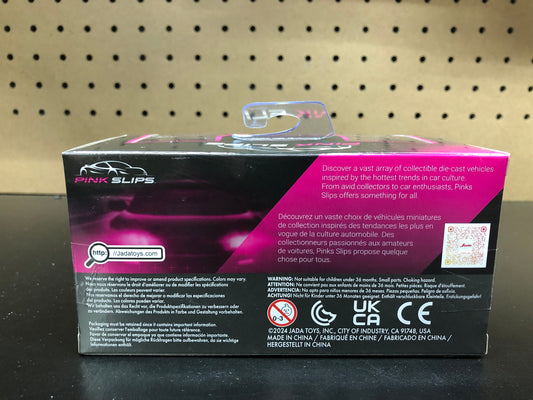 PINK SLIPS
PINK SLIPS
Discover a vast array of collectible die-cast vehicles
inspired by the hottest trends in car culture.
From avid collectors to car enthusiasts, Pinks
Slips offers something for all.
Découvrez un vaste choix de véhicules miniatures
de collection inspirés des tendances les plus en
vogue de la culture automobile. Des
collectionneurs passionnés aux amateurs de
voitures, Pinks Slips propose quelque
chose pour tous.
http://Jadatoys.com
Jada
We reserve the right to improve or amend product specifications. Colors may vary.
Nous nous réservons le droit d'améliorer ou de modifier les spécifications
des produits. Les couleurs peuvent varier.
Nos reservamos el derecho de mejorar o modificar las especificaciones
del producto. Los colores pueden variar.
Wir behalten uns das Recht vor, die Produktspezifikationen zu verbessern oder
zu verändern. Abweichungen des Produkts in Farbe und Gestaltung vorbehalten.
Packaging must be retained since it contains important information.
Veuillez conserver l'emballage pour toute future référence.
Favor de conservar el empaque ya que contiene información importante.
Diese Verpackung für mögliche Rückfragen bitte aufbewahren, da sie wichtige Informationen enthält.
WARNING: Not suitable for children under 36 months. Small parts. Choking hazard.
ATTENTION: Ne convient pas aux enfants de moins de 36 mois. Petites pièces. Risque d'étouffement.
ADVERTENCIA: No apto para niños menores de 36 meses. Piezas pequeñas. Peligro de asfixia.
ACHTUNG: Nicht für Kinder unter 36 Monaten geeignet. Enthält verschluckbare Kleinteile. Erstickungsgefahr!
0-3
UK
CA
CE
©2024 JADA TOYS, INC., CITY OF INDUSTRY, CA 91748, USA
MADE IN CHINA / FABRIQUÉ EN CHINE / FABRICADO EN CHINA /
HERGESTELLT IN CHINA